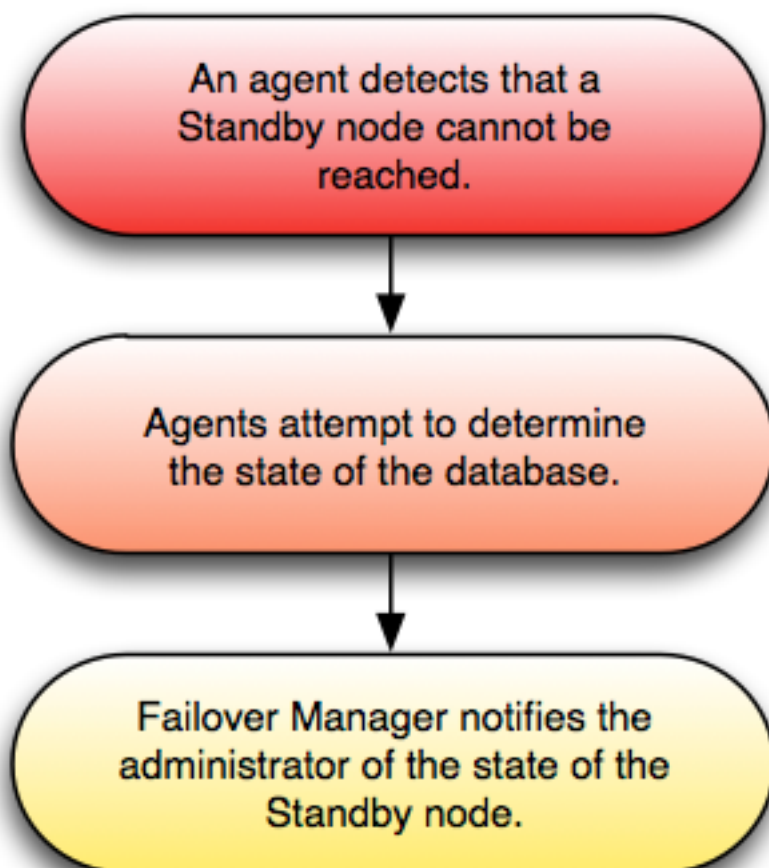 An agent detects that a
Standby node cannot be
reached.
Agents attempt to determine
the state of the database.
Failover Manager notifies the
administrator of the state of the
Standby node.